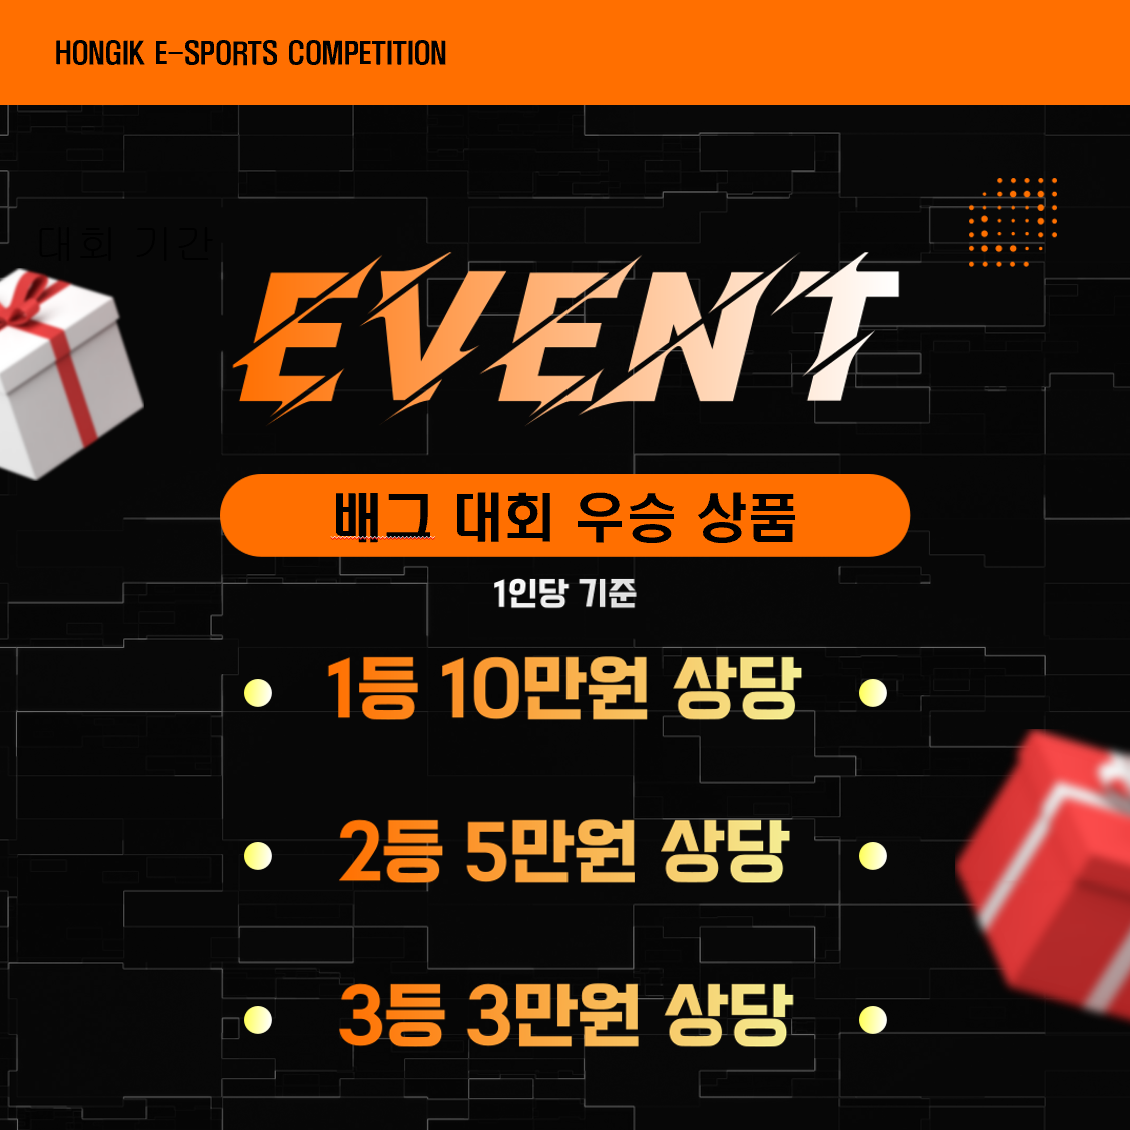 HONGIK E-SPORTS COMPETITION
대회 기간
EVENT
배그 대회 우승 상품
1인당 기준
1등 10만원 상당
2등 5만원 상당
3등 3만원 상당